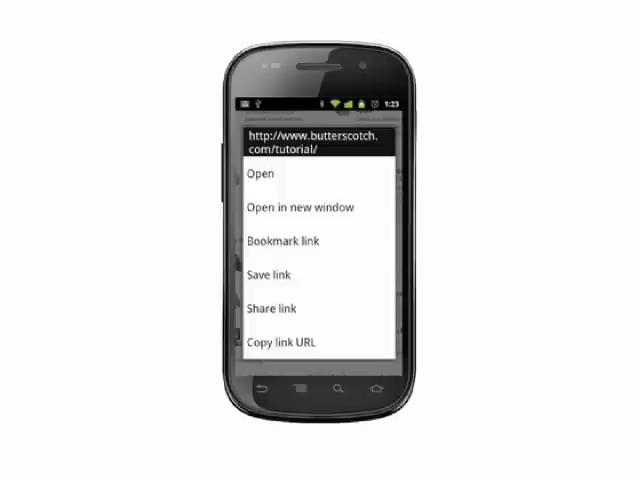 1:23
http://www.butterscotch.
com/tutorial/
Open
Open in new window
Bookmark link
Save link
Share link
Copy link URL